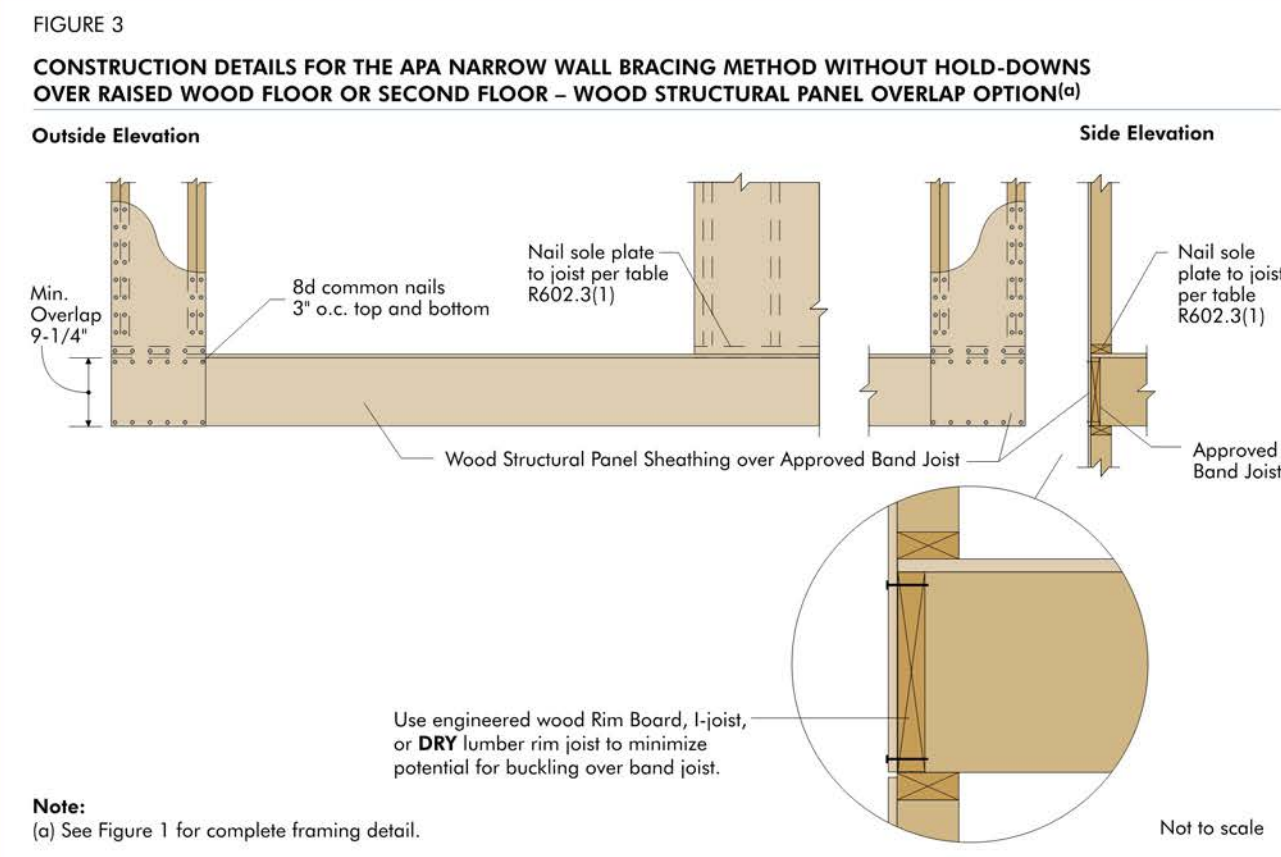 FIGURE 3
CONSTRUCTION DETAILS FOR THE APA NARROW WALL BRACING METHOD WITHOUT HOLD-DOWNS
OVER RAISED WOOD FLOOR OR SECOND FLOOR – WOOD STRUCTURAL PANEL OVERLAP OPTION(a)
Outside Elevation
Side Elevation
Min.
Overlap
9-1/4"
8d common nails
3" o.c. top and bottom
Nail sole plate
to joist per table
R602.3(1)
Nail sole
plate to joist
per table
R602.3(1)
Wood Structural Panel Sheathing over Approved Band Joist
Approved
Band Joist
Use engineered wood Rim Board, I-joist,
or DRY lumber rim joist to minimize
potential for buckling over band joist.
Note:
(a) See Figure 1 for complete framing detail.
Not to scale